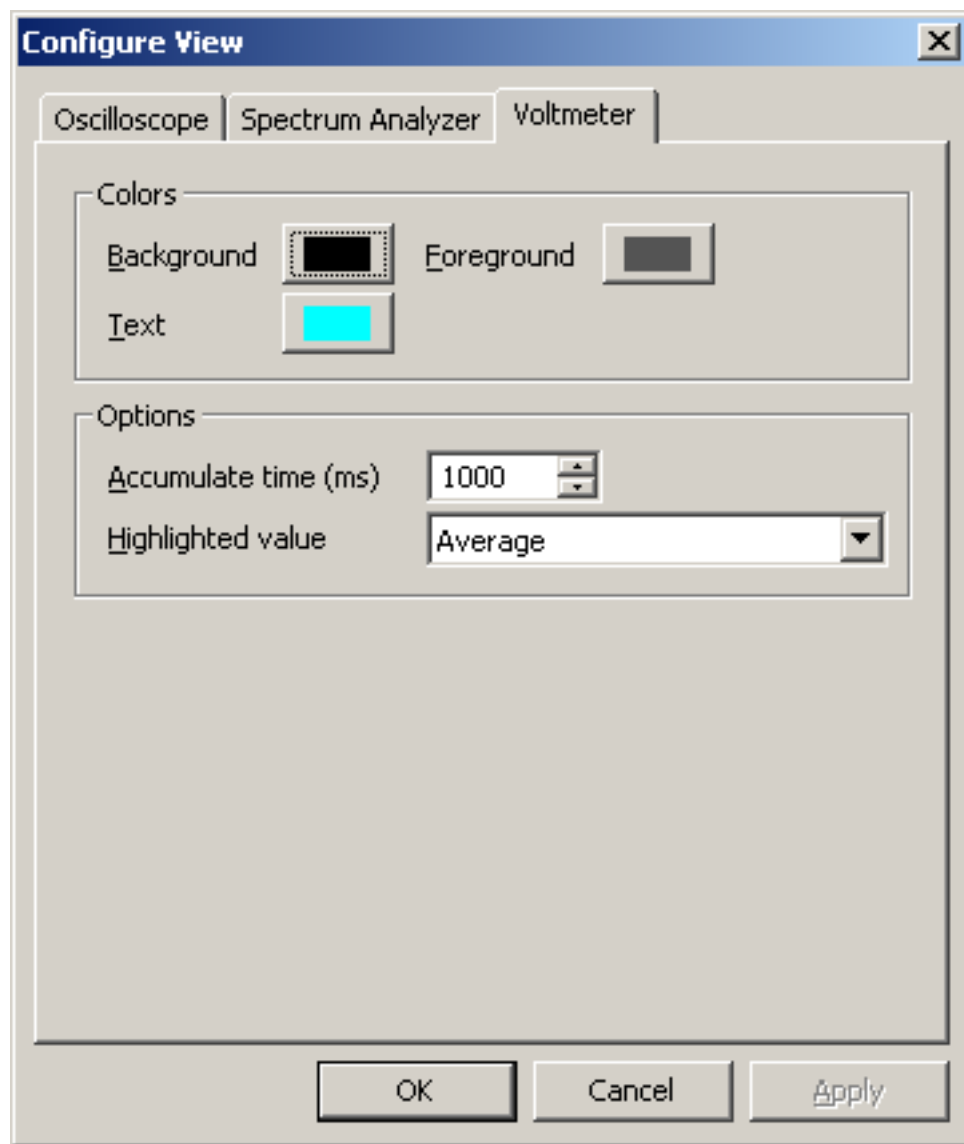 Configure View
Oscilloscope Spectrum Analyzer Voltmeter
Colors
Background Foreground
Text
Options
Accumulate time (ms) 1000
Highlighted value Average
OK Cancel Apply